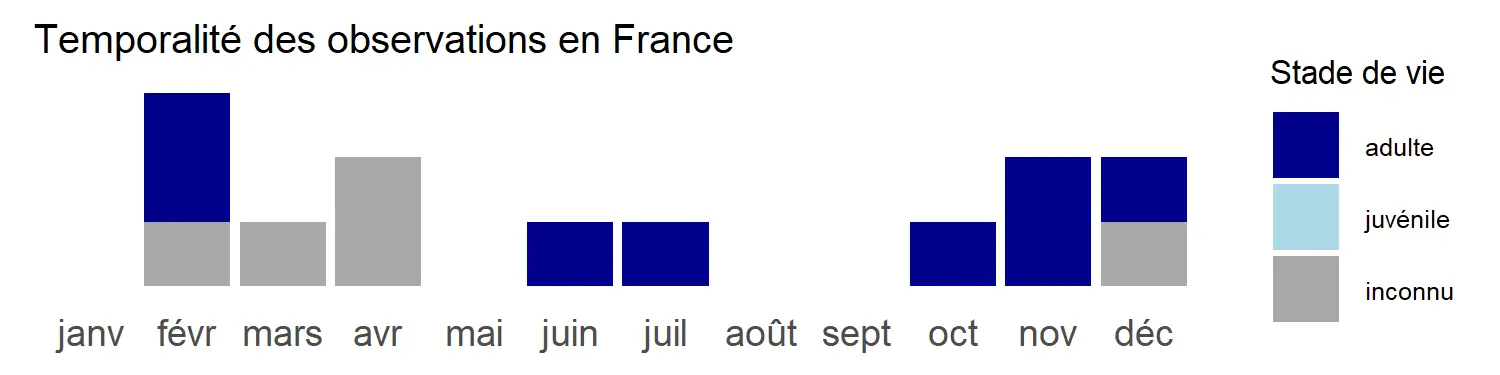 Temporalité des observations en France
Stade de vie
adulte
juvénile
inconnu
janv févr mars avr mai juin juil août sept oct nov déc